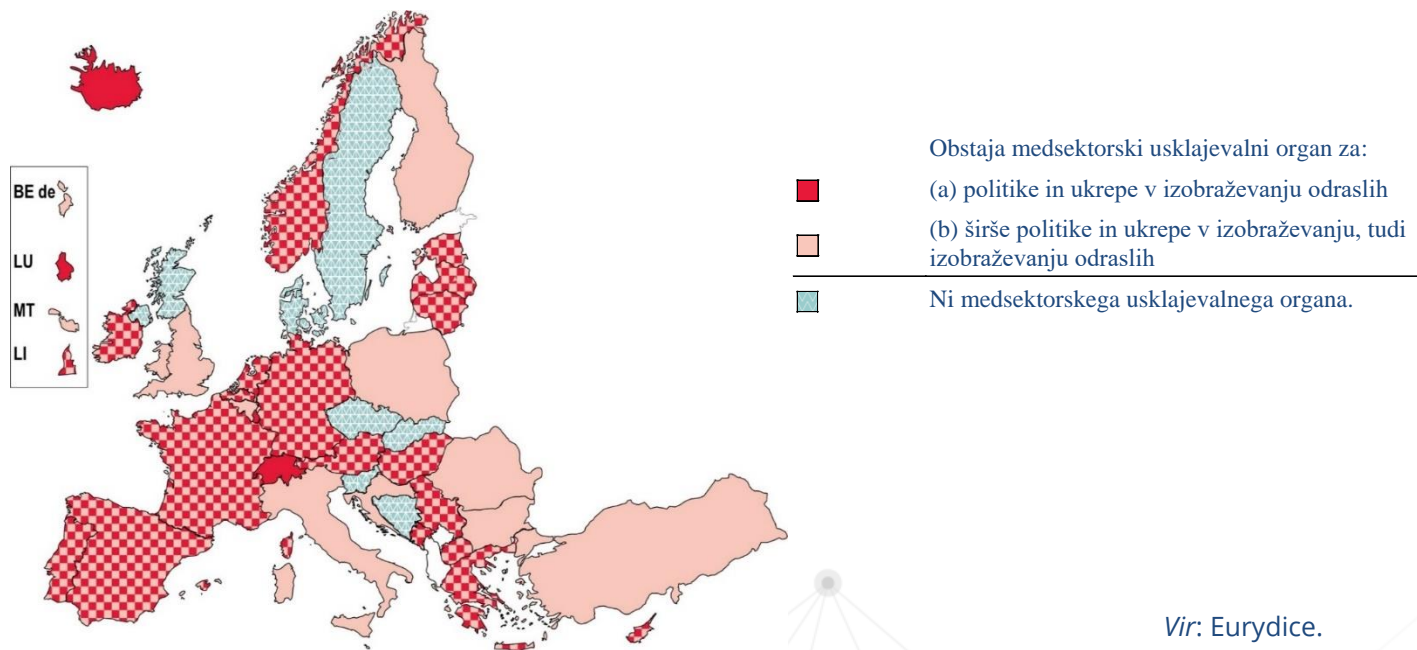 BE de
LU
MT
LI
Obstaja medsektorski usklajevalni organ za:
(a) politike in ukrepe v izobraževanju odraslih
(b) širše politike in ukrepe v izobraževanju, tudi
izobraževanju odraslih
Ni medsektorskega usklajevalnega organa.
Vir: Eurydice.